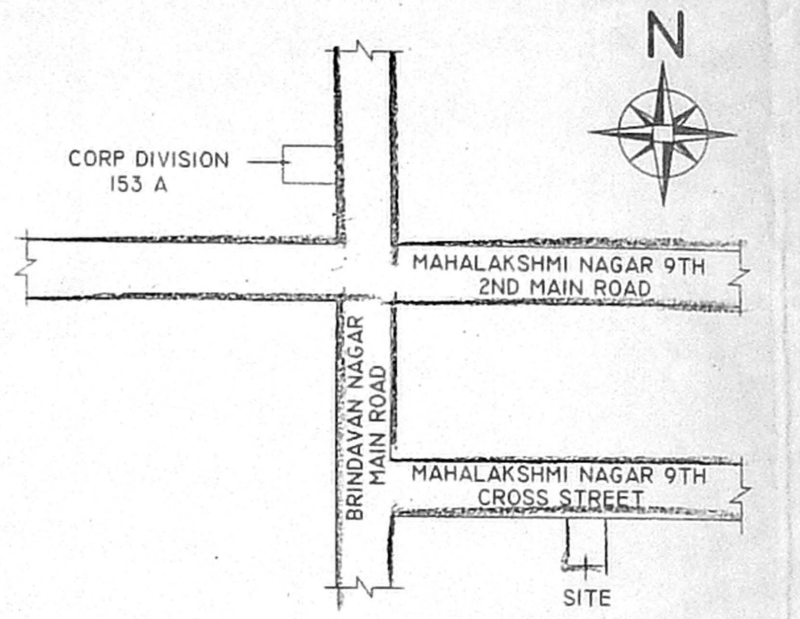 N
CORP DIVISION
153 A
MAHALAKSHMI NAGAR 9TH
2ND MAIN ROAD
BRINDAVAN NAGAR
MAIN ROAD
MAHALAKSHMI NAGAR 9TH
CROSS STREET
SITE